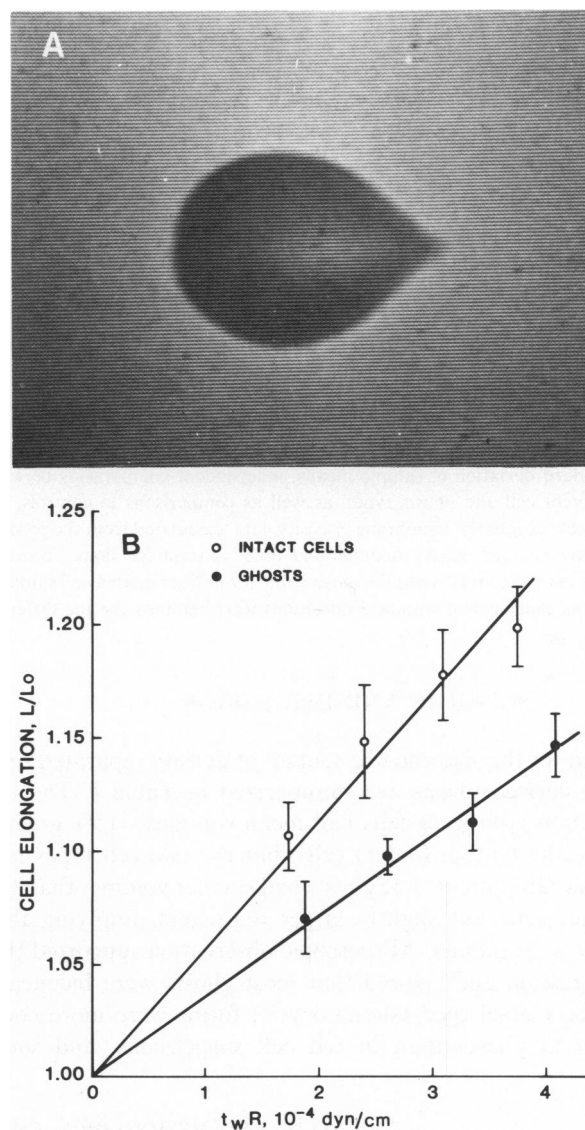 A
B
1.25
○ INTACT CELLS
● GHOSTS
1.20
1.15
1.10
1.05
1.00
CELL ELONGATION, L/Lo
0 1 2 3 4
t_w R, 10⁻⁴ dyn/cm